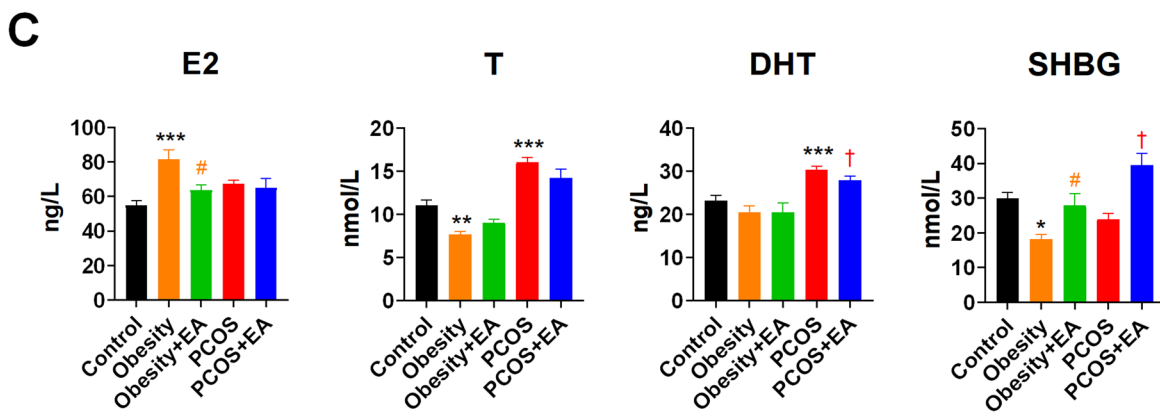 C
E2
T
DHT
SHBG
ng/L
100
80
60
40
20
0
***
#
Control
Obesity
Obesity+EA
PCOS
PCOS+EA
nmol/L
20
15
10
5
0
**
***
Control
Obesity
Obesity+EA
PCOS
PCOS+EA
ng/L
40
30
20
10
0
***
†
Control
Obesity
Obesity+EA
PCOS
PCOS+EA
nmol/L
50
40
30
20
10
0
*
#
†
Control
Obesity
Obesity+EA
PCOS
PCOS+EA